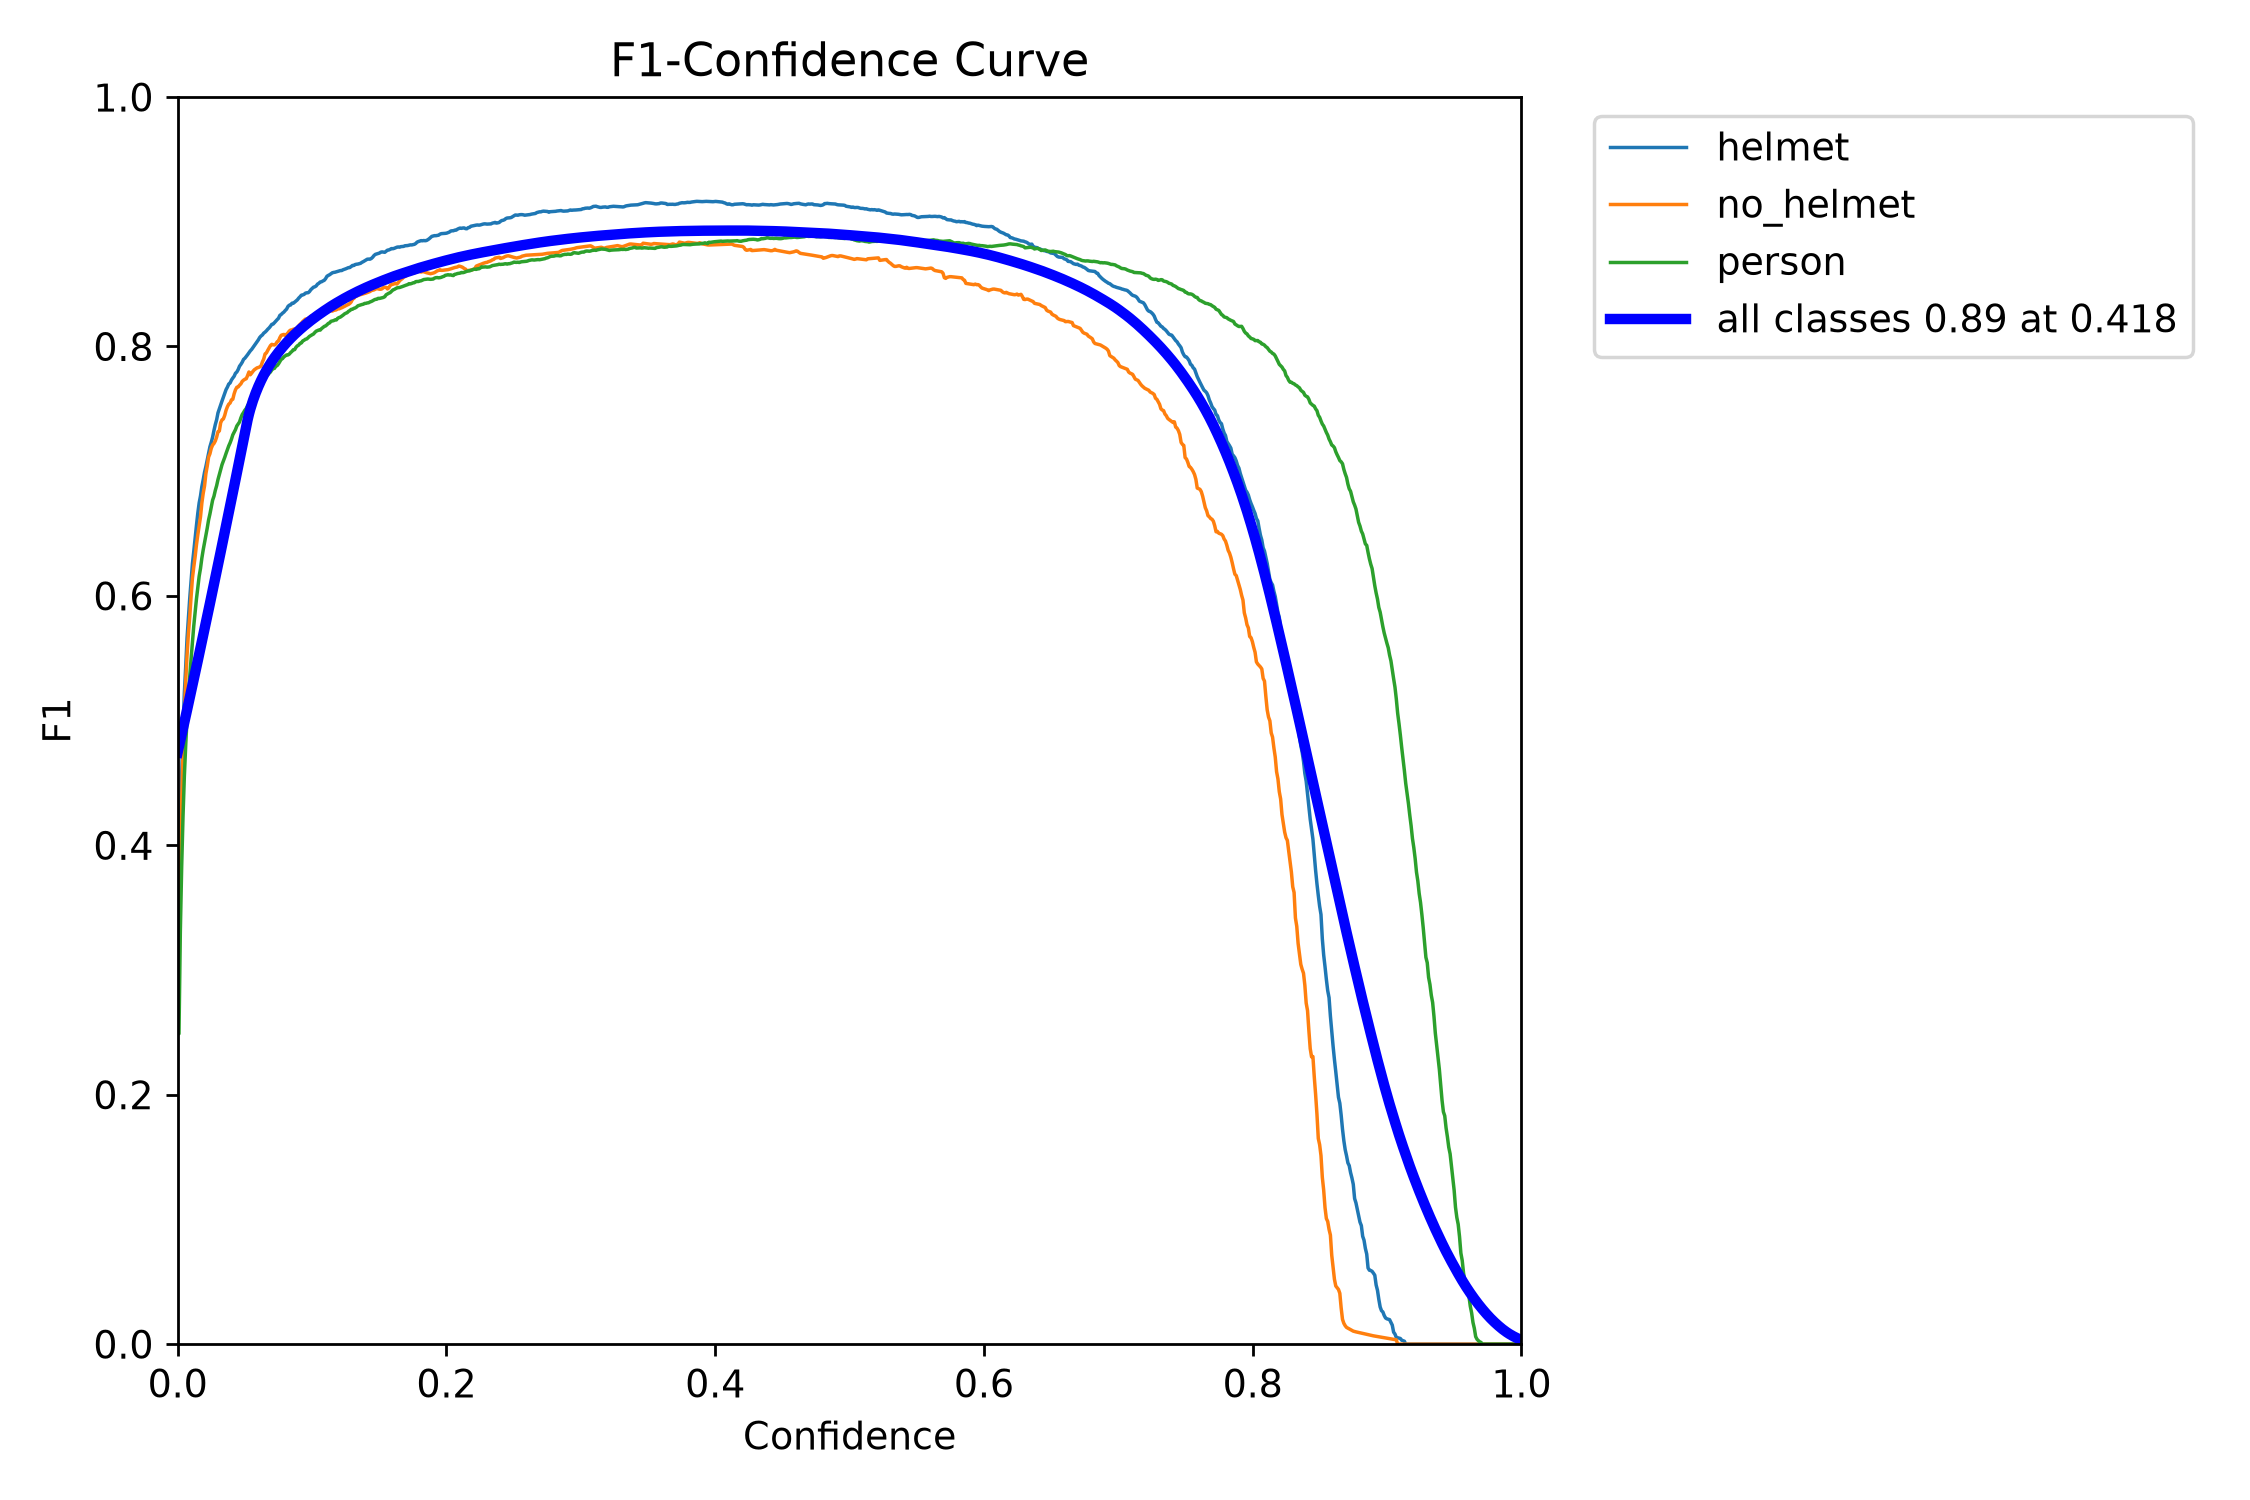 F1-Confidence Curve
1.0
0.8
0.6
0.4
0.2
0.0
F1
0.0 0.2 0.4 0.6 0.8 1.0
Confidence
helmet
no_helmet
person
all classes 0.89 at 0.418